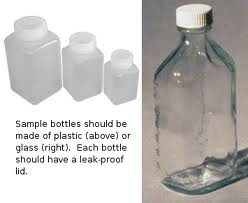 Sample bottles should be
made of plastic (above) or
glass (right).  Each bottle
should have a leak-proof
lid.